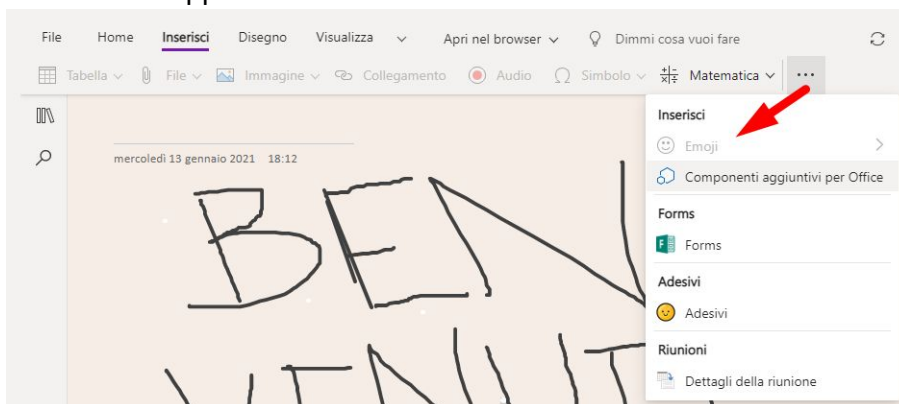 File Home Inserisci Disegno Visualizza Apri nel browser Dimmi cosa vuoi fare
Tabella File Immagine Collegamento Audio Simbolo Matematica ...
Inserisci
Emoji
Componenti aggiuntivi per Office
Forms
Forms
Adesivi
Adesivi
Riunioni
Dettagli della riunione
mercoledì 13 gennaio 2021 18:12
BEN
VENUT